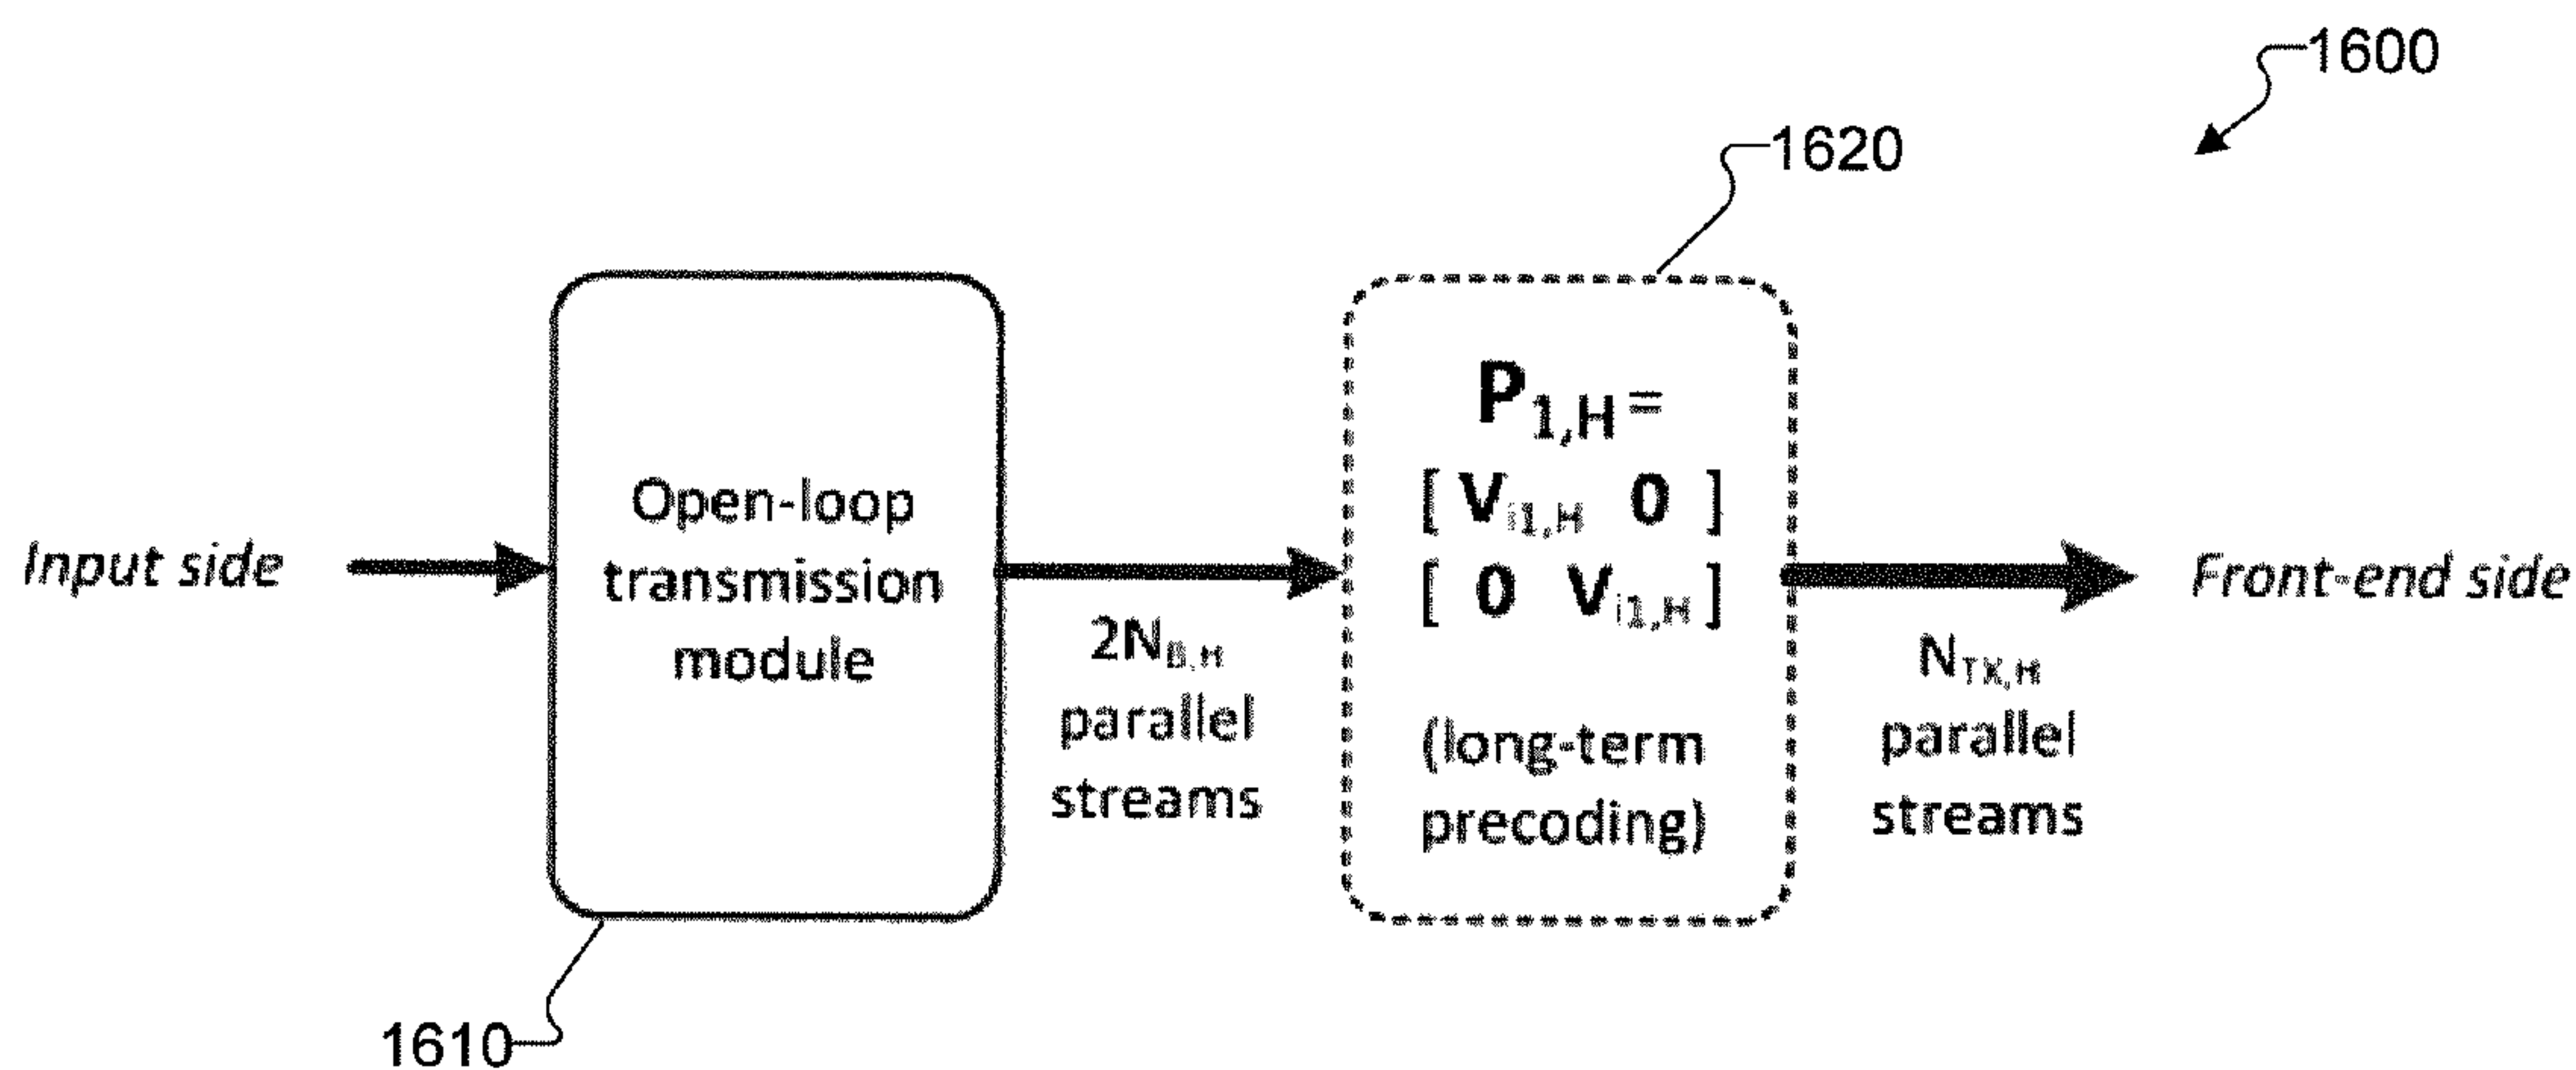 1600
1620
P1,H=
[ Vi1,H 0 ]
[ 0 Vi1,H ]
(long-term
precoding)
Open-loop
transmission
module
Input side
2NB,H
parallel
streams
Front-end side
NTX,H
parallel
streams
1610